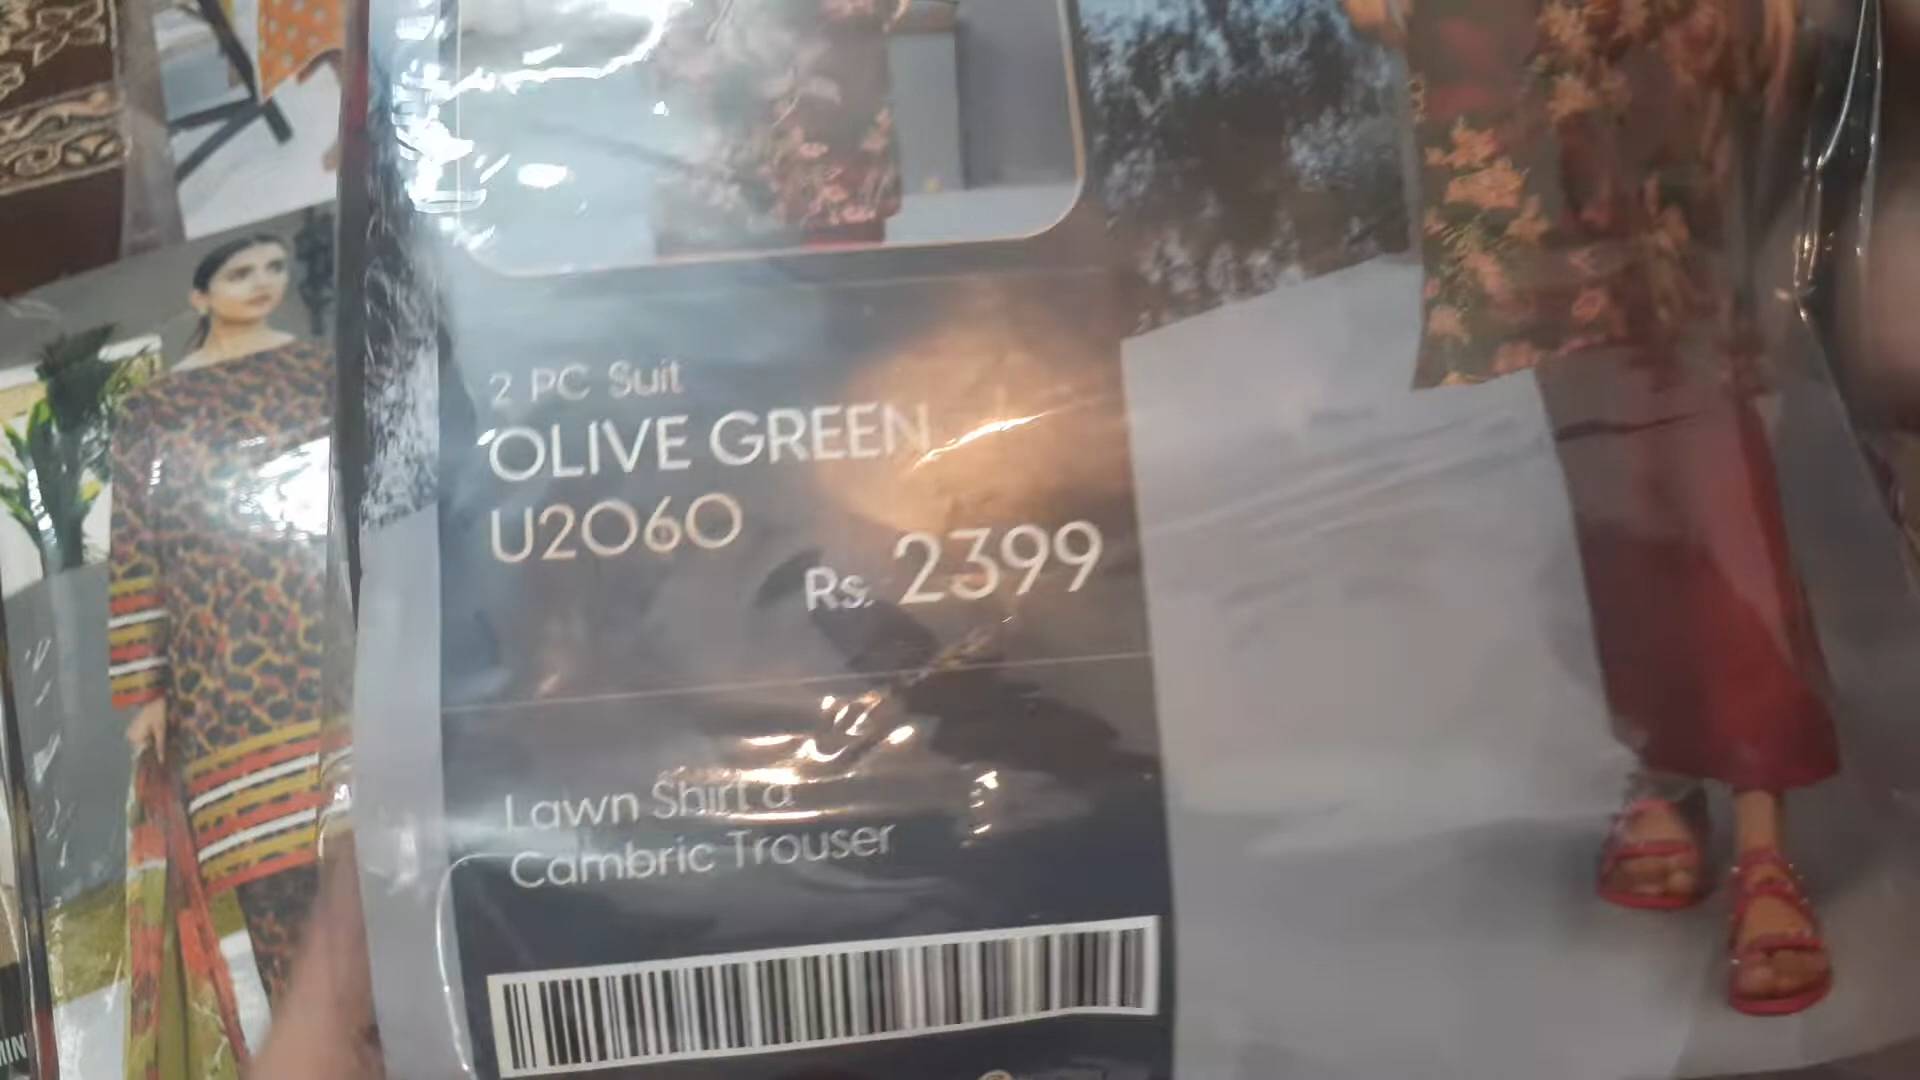 2 PC Suit
OLIVE GREEN
U2060
Rs. 2399
Lawn Shirt &
Cambric Trouser